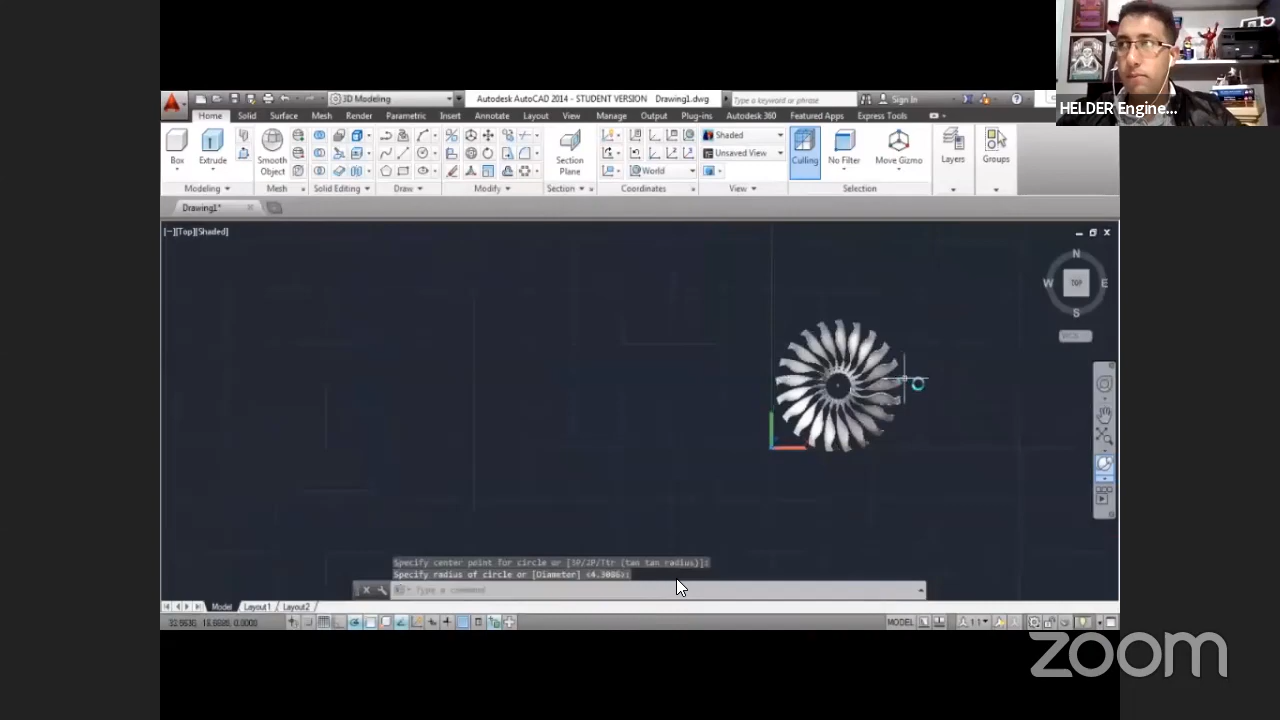 HELDER Engine...
3D Modeling
Autodesk AutoCAD 2014 - STUDENT VERSION Drawing1.dwg
Type a keyword or phrase
Sign In
Home Solid Surface Mesh Render Parametric Insert Annotate Layout View Manage Output Plug-ins Autodesk 360 Featured Apps Express Tools
Box
Extrude
Smooth
Object
Section
Plane
Shaded
Unsaved View
World
Culling
No Filter
Move Gizmo
Layers
Groups
Modeling
Mesh
Solid Editing
Draw
Modify
Section
Coordinates
View
Selection
Drawing1*
[−][Top][Shaded]
N
W
TOP
E
S
Specify center point for circle or [3P/2P/Ttr (tan tan radius)]:
Specify radius of circle or [Diameter] <4.3086>:
Type a command
Model Layout1 Layout2
MODEL
1:1
zoom